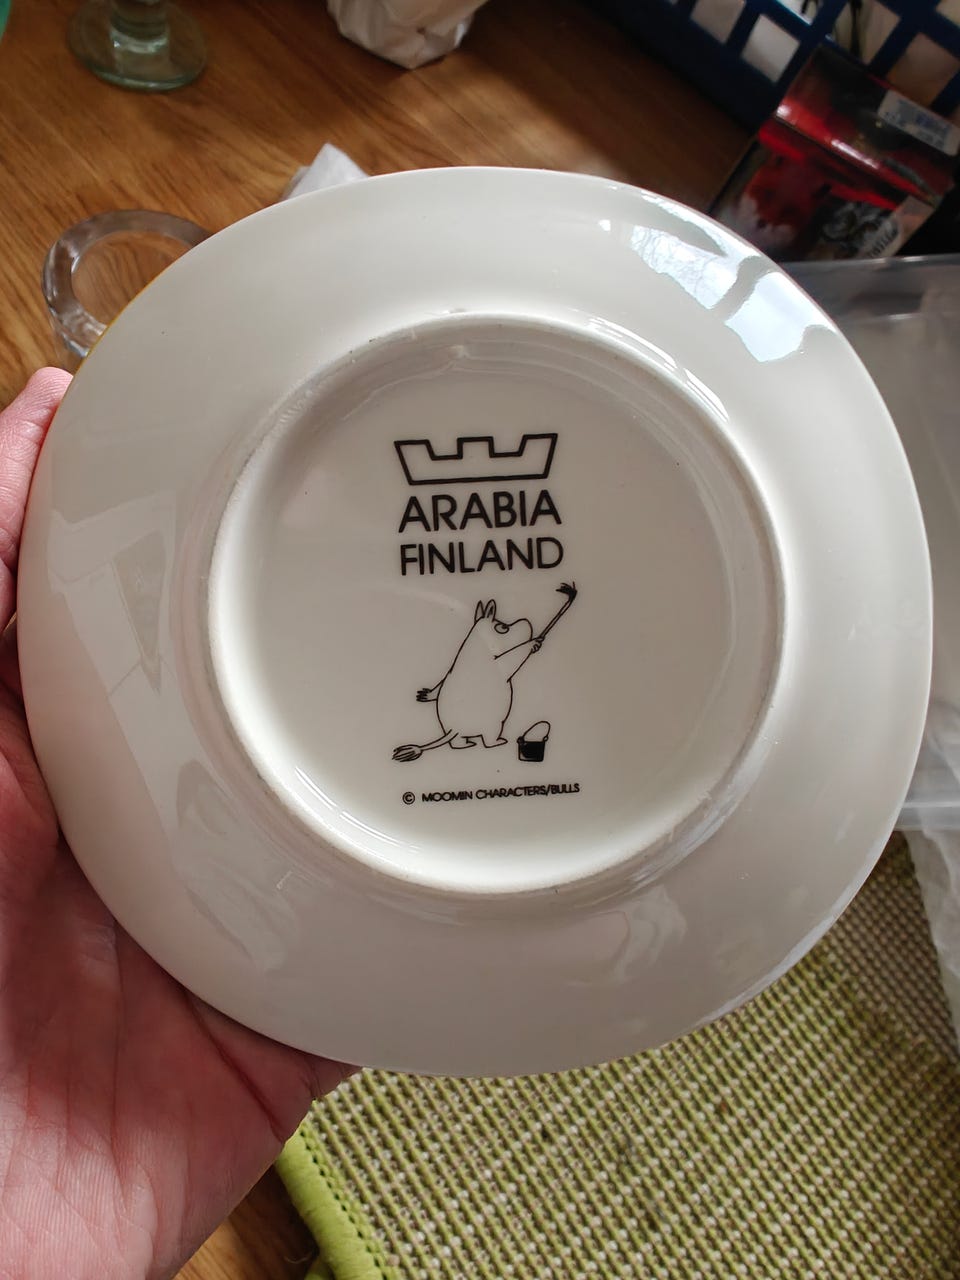 ARABIA
FINLAND
© MOOMIN CHARACTERS/BULLS